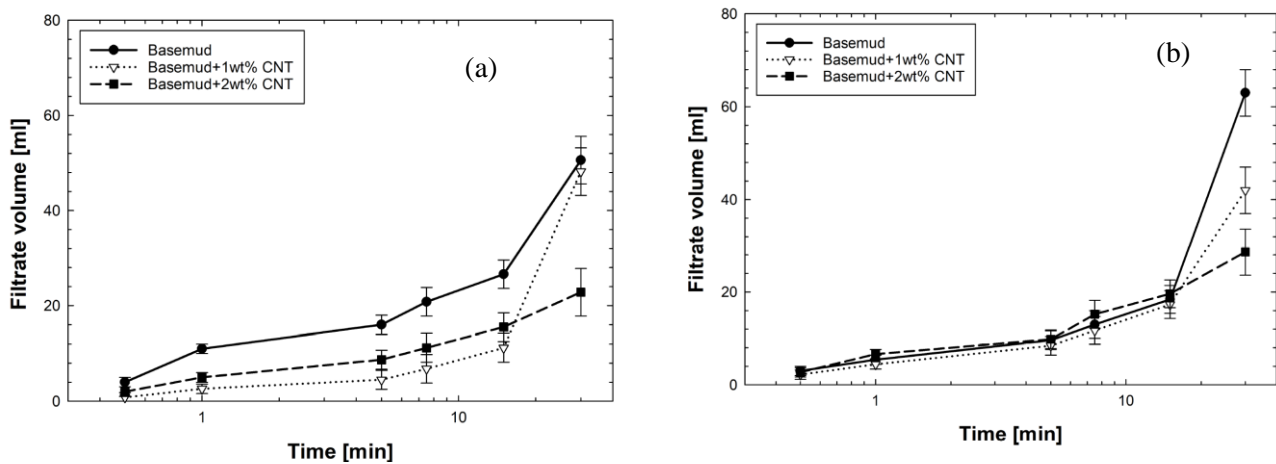 80
60
40
20
0
Filtrate volume [ml]
Basemud
Basemud+1wt% CNT
Basemud+2wt% CNT
(a)
1
10
Time [min]
80
60
40
20
0
Filtrate volume [ml]
Basemud
Basemud+1wt% CNT
Basemud+2wt% CNT
(b)
1
10
Time [min]